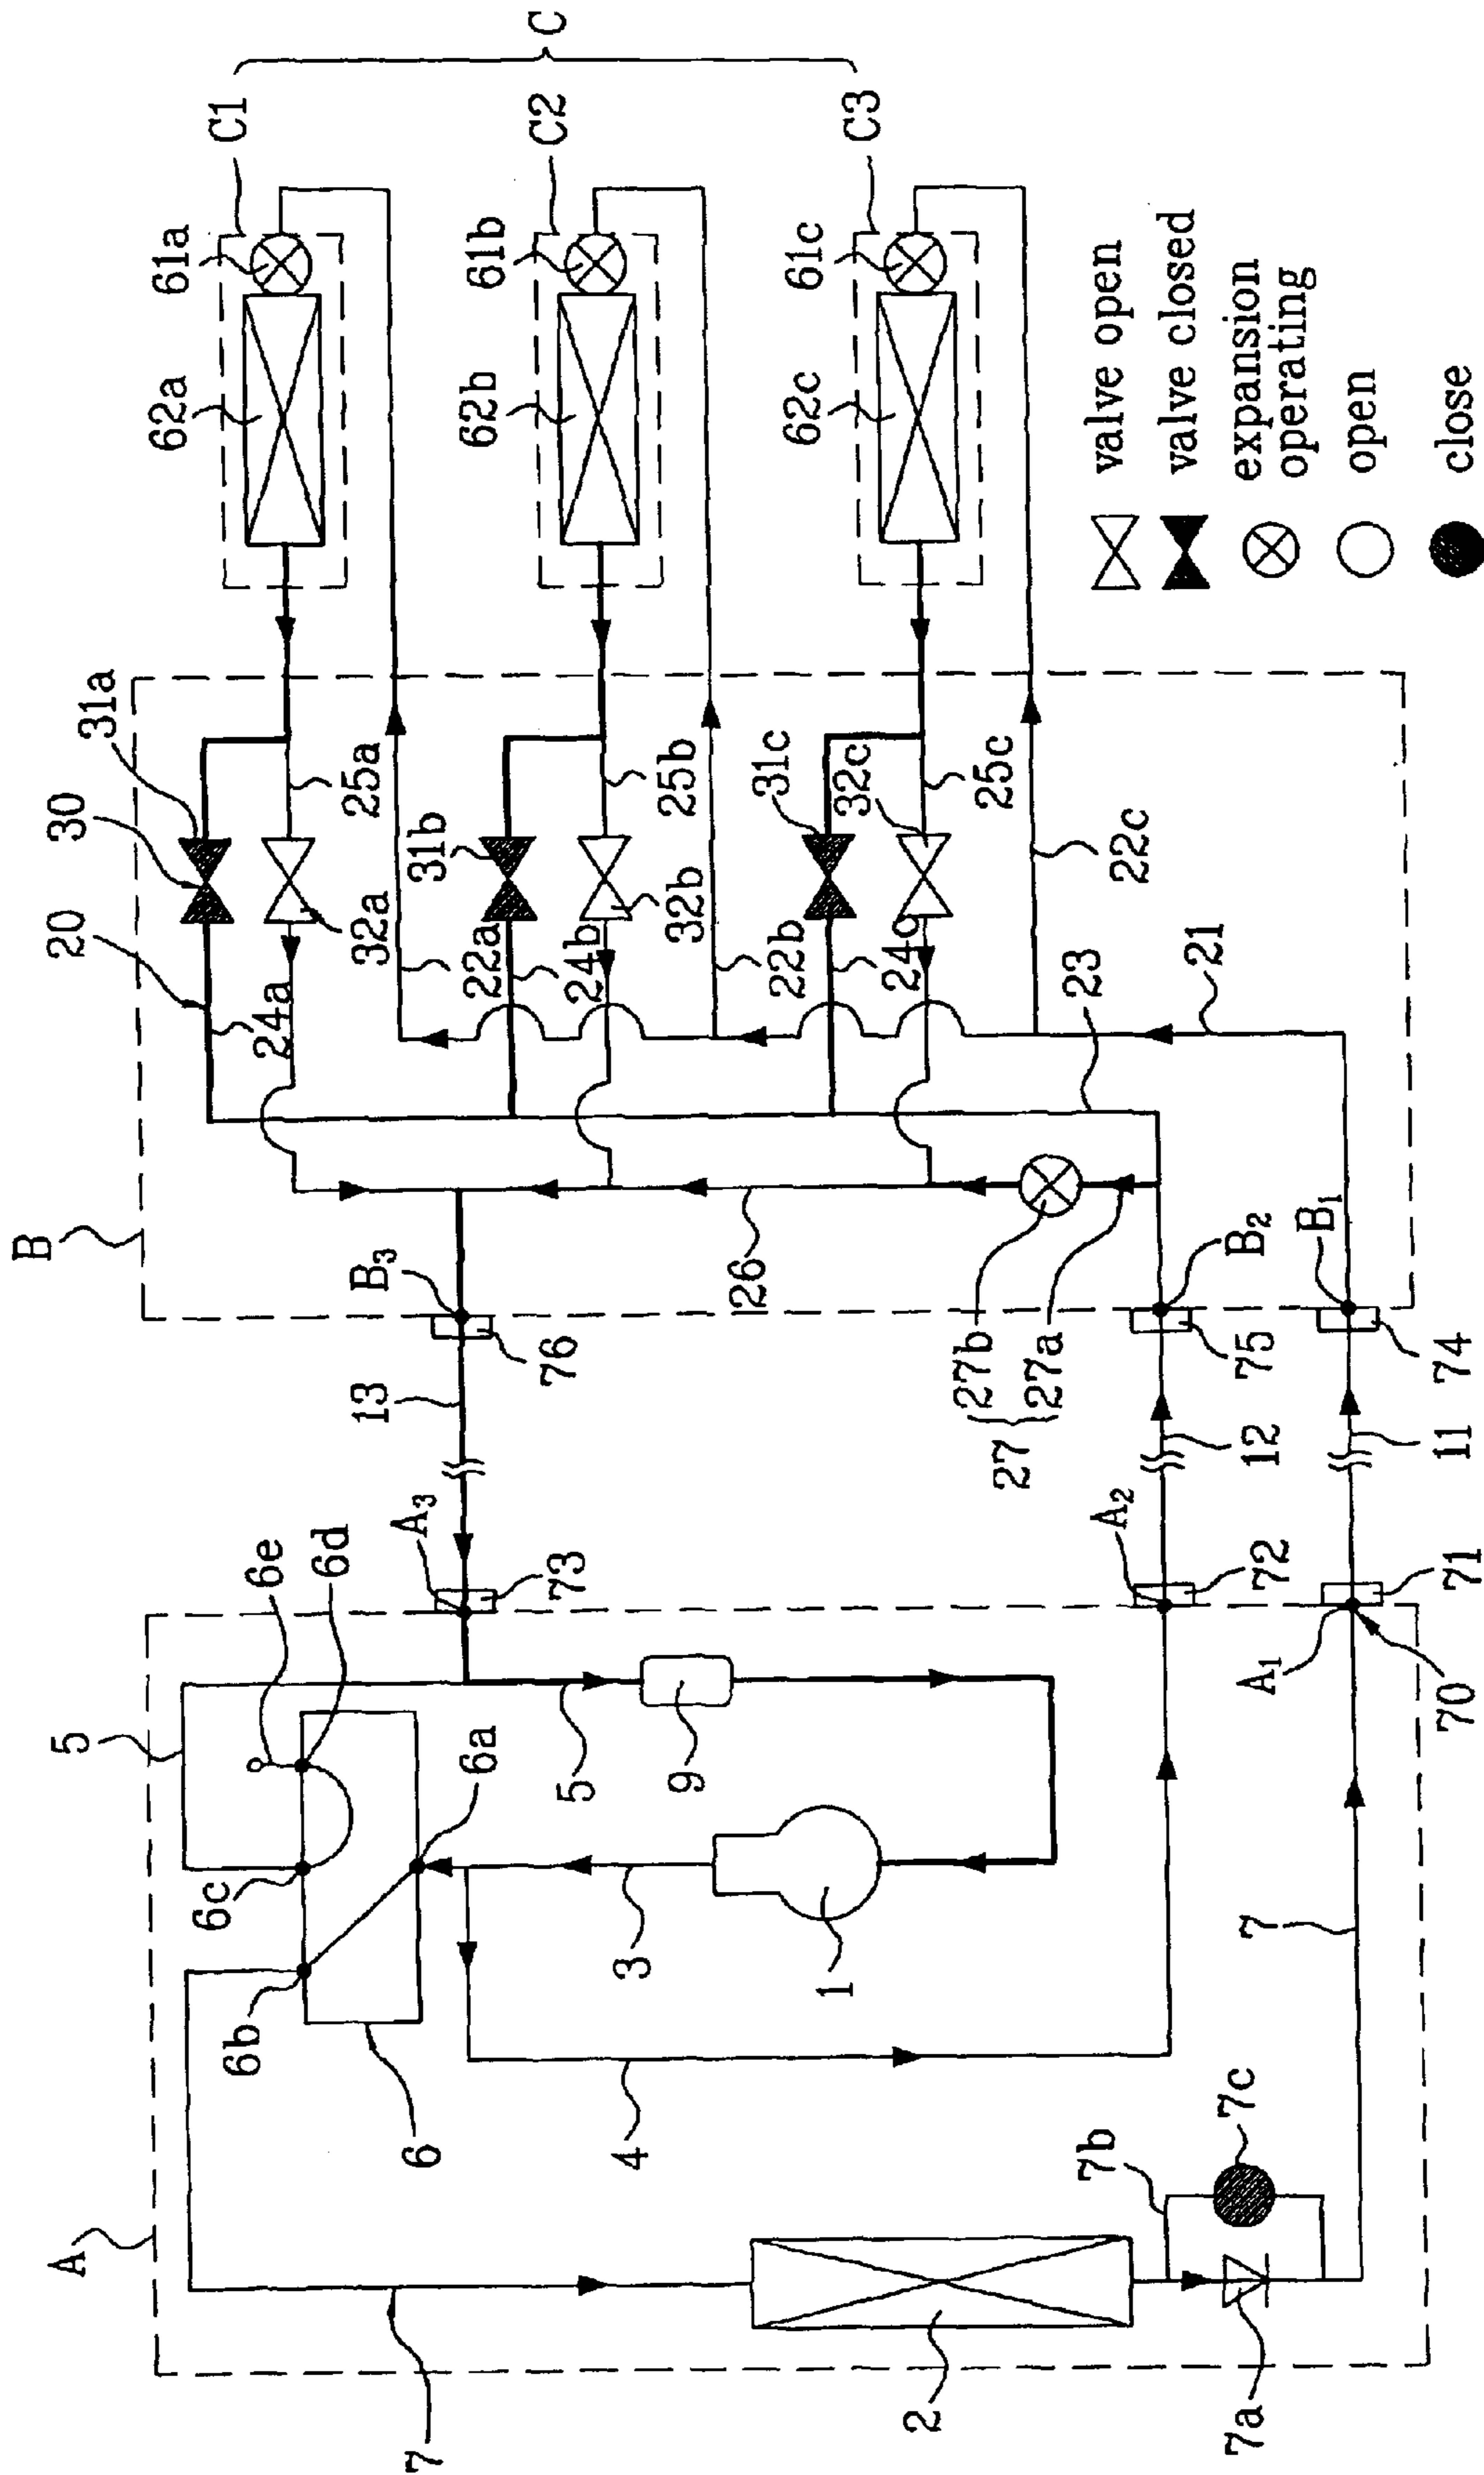 A
7
6b
6c
5
6e
6d
6
6a
A3
73
5
9
3
4
1
2
7b
7c
7a
7
A1
70
A2
72
71
13
12
11
B
B3
76
26
27b
27a
27
B2
75
B1
74
20
30
31a
24a
32a
25a
22a
31b
24b
32b
25b
22b
31c
32c
24c
25c
22c
23
21
61a
62a
C1
61b
62b
C2
61c
62c
C3
C
valve open
valve closed
expansion
operating
open
close